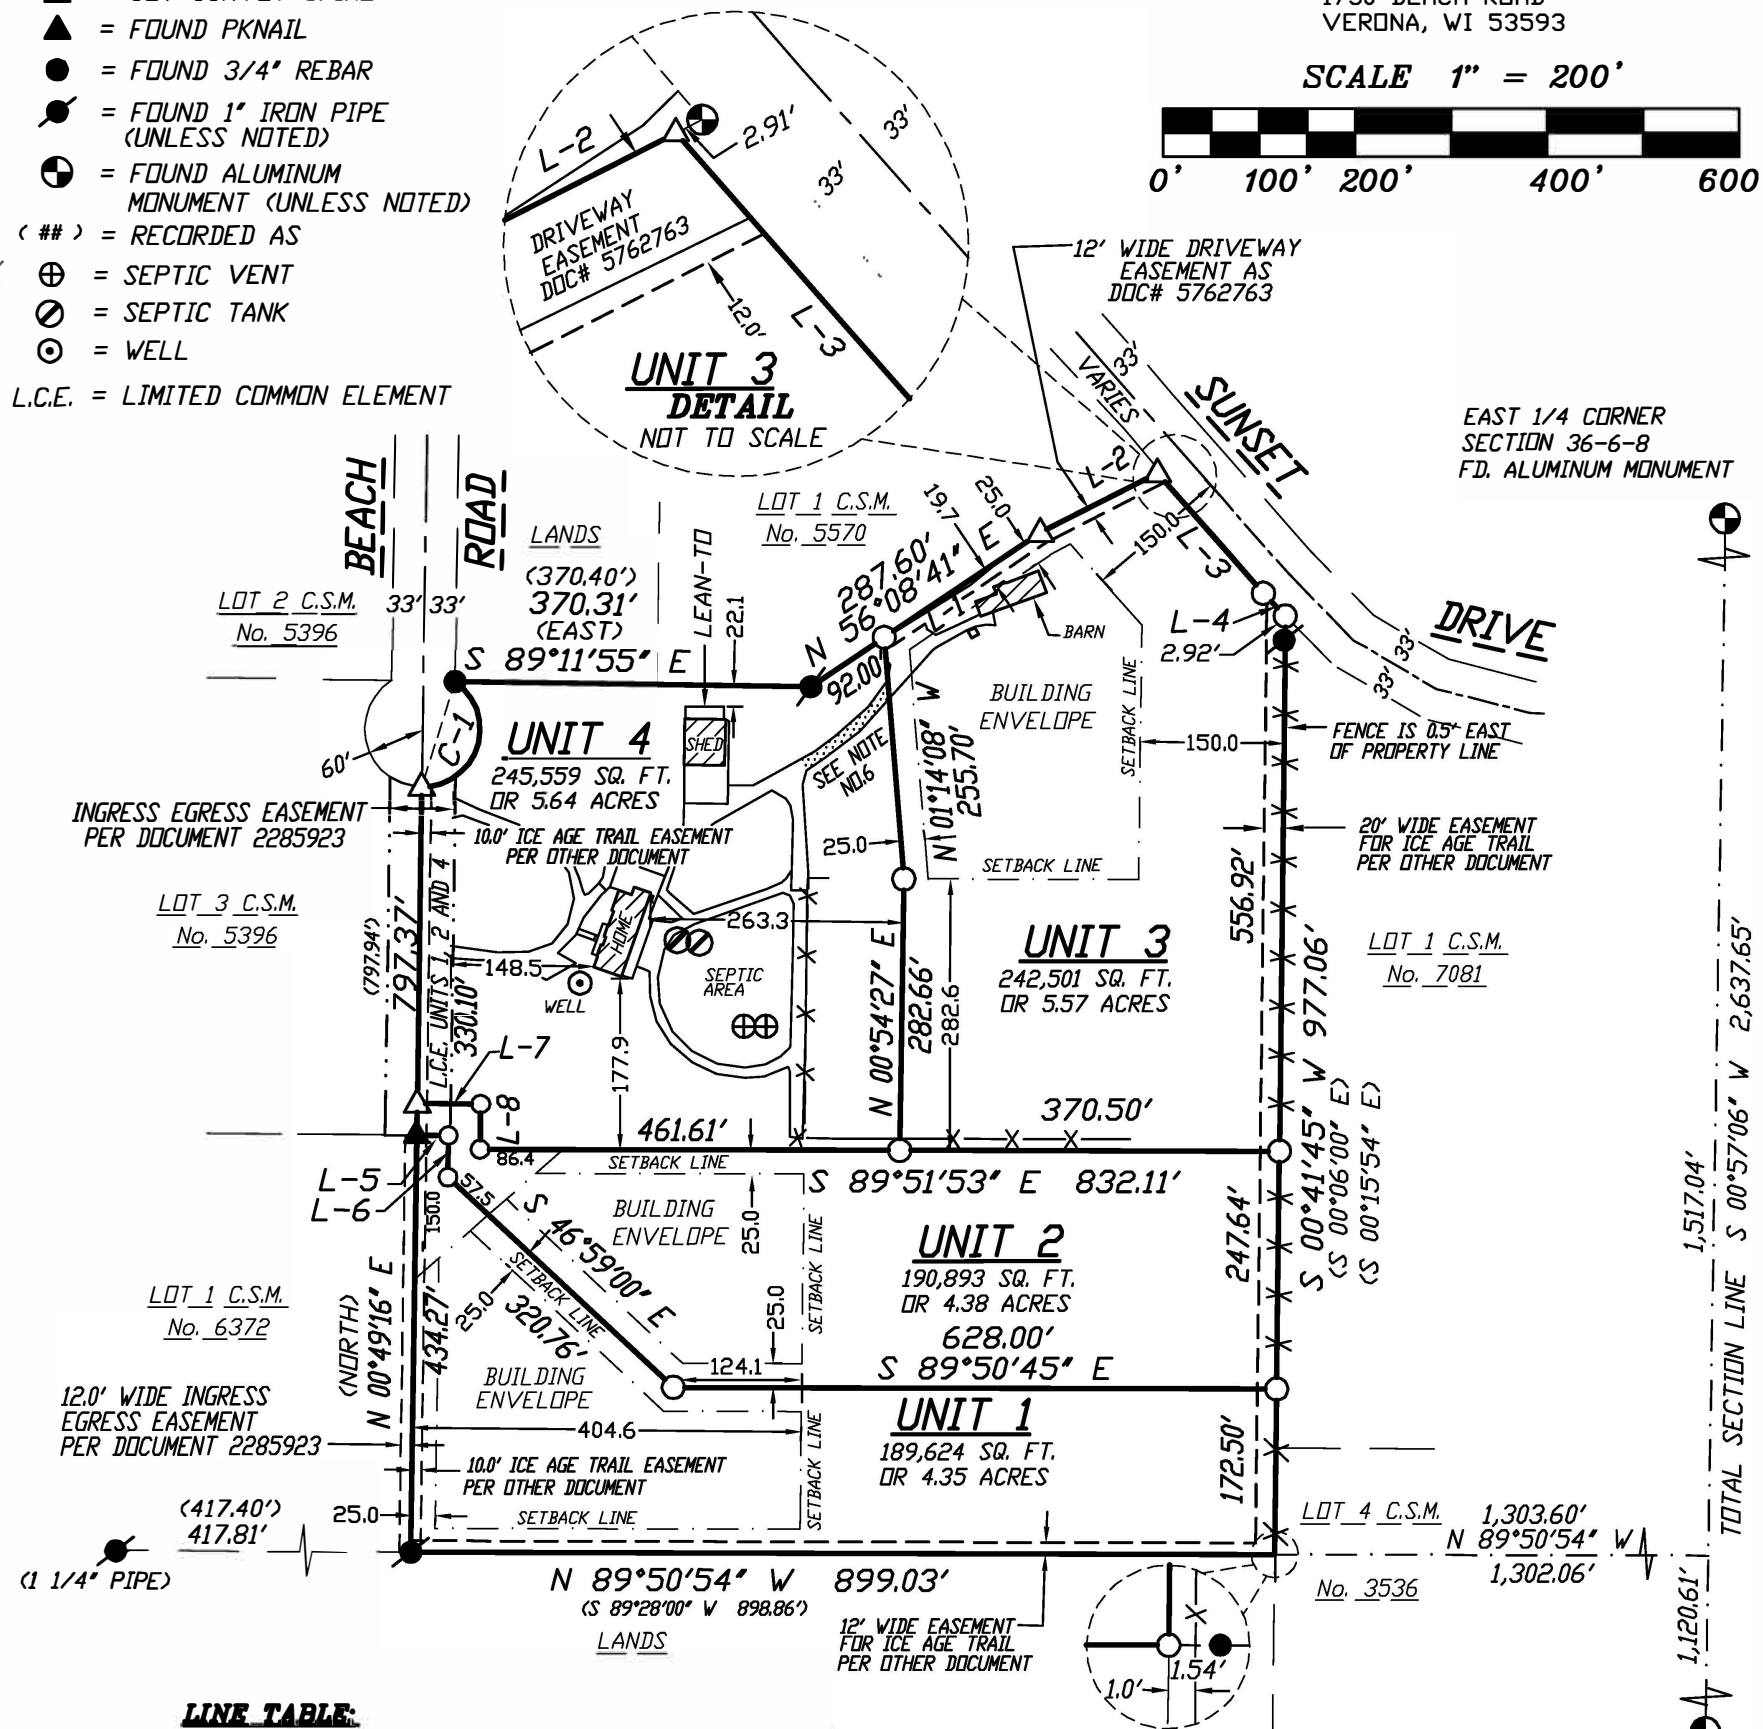 = FOUND PKNAIL
= FOUND 3/4" REBAR
= FOUND 1" IRON PIPE
(UNLESS NOTED)
= FOUND ALUMINUM
MONUMENT (UNLESS NOTED)
( ## ) = RECORDED AS
= SEPTIC VENT
= SEPTIC TANK
= WELL
L.C.E. = LIMITED COMMON ELEMENT
VERONA, WI 53593
SCALE 1" = 200'
0' 100' 200' 400' 600
L-2
2.91'
33'
33'
DRIVEWAY
EASEMENT
DOC# 5762763
12.0'
L-3
UNIT 3
DETAIL
NOT TO SCALE
12' WIDE DRIVEWAY
EASEMENT AS
DOC# 5762763
VARIES
33'
SUNSET
DRIVE
EAST 1/4 CORNER
SECTION 36-6-8
FD. ALUMINUM MONUMENT
BEACH
ROAD
33' 33'
LOT 2 C.S.M.
No. 5396
LANDS
(370.40')
370.31'
(EAST)
S 89°11'55" E
LEAN-TO
22.1
LOT 1 C.S.M.
No. 5570
287.60'
N 56°08'41" E
92.00'
L-1
19.7
25.0
L-2
150.0
L-3
L-4
2.92'
33'
33'
33'
BARN
BUILDING
ENVELOPE
SETBACK LINE
150.0
FENCE IS 0.5' EAST
OF PROPERTY LINE
60'
C-1
UNIT 4
245,559 SQ. FT.
OR 5.64 ACRES
SHED
SEE NOTE
NO.6
N 01°14'08" W
255.70'
25.0
SETBACK LINE
INGRESS EGRESS EASEMENT
PER DOCUMENT 2285923
10.0' ICE AGE TRAIL EASEMENT
PER OTHER DOCUMENT
20' WIDE EASEMENT
FOR ICE AGE TRAIL
PER OTHER DOCUMENT
LOT 3 C.S.M.
No. 5396
(797.94')
797.37'
L.C.E. UNITS 1, 2 AND 4
330.10'
HOME
148.5
WELL
177.9
263.3
SEPTIC
AREA
N 00°54'27" E
282.66'
282.6
UNIT 3
242,501 SQ. FT.
OR 5.57 ACRES
556.92'
S 00°41'45" W 977.06'
(S 00°06'00" E)
(S 00°15'54" E)
LOT 1 C.S.M.
No. 7081
TOTAL SECTION LINE S 00°57'06" W 2,637.65'
1,517.04'
1,120.61'
L-7
L-8
86.4
461.61'
370.50'
SETBACK LINE
S 89°51'53" E 832.11'
L-5
L-6
150.0
57.5
S 46°59'00" E
320.76'
SETBACK LINE
25.0
BUILDING
ENVELOPE
25.0
SETBACK LINE
25.0
124.1
UNIT 2
190,893 SQ. FT.
OR 4.38 ACRES
628.00'
S 89°50'45" E
247.64'
LOT 1 C.S.M.
No. 6372
(NORTH)
N 00°49'16" E
434.27'
12.0' WIDE INGRESS
EGRESS EASEMENT
PER DOCUMENT 2285923
BUILDING
ENVELOPE
404.6
10.0' ICE AGE TRAIL EASEMENT
PER OTHER DOCUMENT
SETBACK LINE
SETBACK LINE
25.0
UNIT 1
189,624 SQ. FT.
OR 4.35 ACRES
172.50'
(417.40')
417.81'
(1 1/4" PIPE)
N 89°50'54" W 899.03'
(S 89°28'00" W 898.86')
LANDS
12' WIDE EASEMENT
FOR ICE AGE TRAIL
PER OTHER DOCUMENT
1.54'
1.0'
LOT 4 C.S.M.
No. 3536
1,303.60'
N 89°50'54" W
1,302.06'
LINE TABLE: